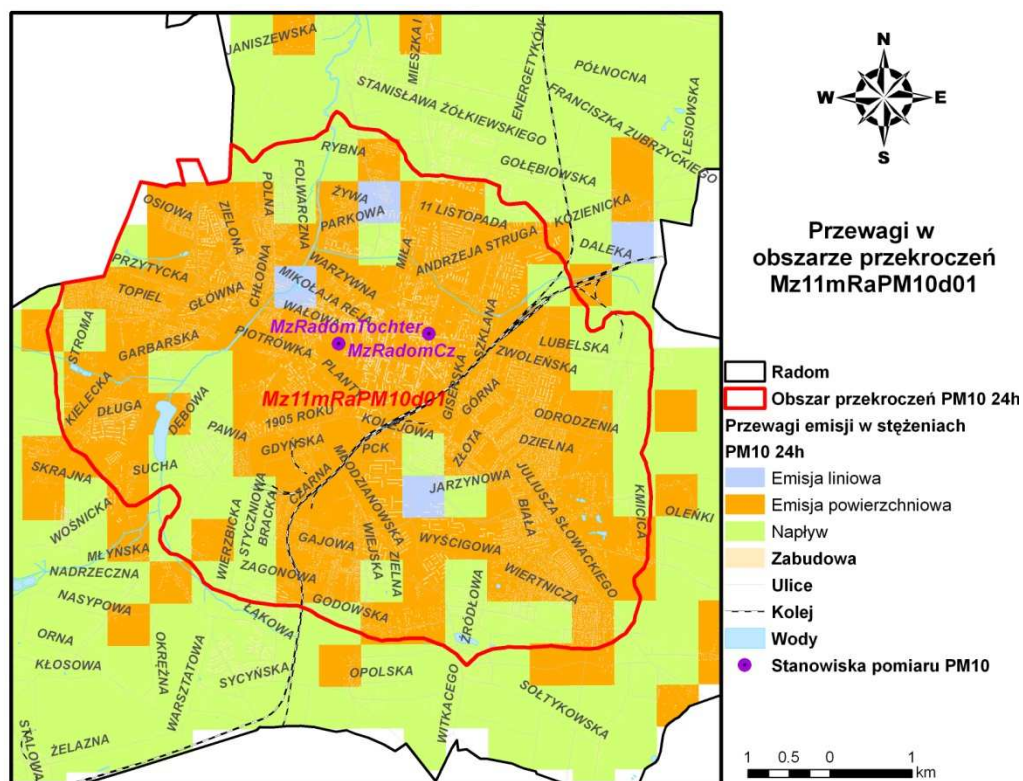 JANISZEWSKA
MIESZKA I
ENERGETYKÓW
PÓŁNOCNA
STANISŁAWA ŻÓŁKIEWSKIEGO
FRANCISZKA ZUBRZYCKIEGO
LESIOWSKA
RYBNA
GOŁĘBIOWSKA
OSIOWA
ZIELONA
POLNA
FOLWARCZNA
ŻYWA
PARKOWA
11 LISTOPADA
KOZIENICKA
MIŁA
ANDRZEJA STRUGA
DALEKA
PRZYTYCKA
CHŁODNA
WARZYWNA
MIKOŁAJA REJA
TOPIEL
GŁÓWNA
WAŁOWA
STROMA
GARBARSKA
PIOTRÓWKA
MzRadomTochter
MzRadomCz
SZKLANA
ZWOLEŃSKA
LUBELSKA
KIELECKA
DŁUGA
DĘBOWA
PLANTY
Mz11mRaPM10d01
GISERSKA
GÓRNA
1905 ROKU
KOLEJOWA
ODRODZENIA
PAWIA
GDYŃSKA
PCK
ZŁOTA
DZIELNA
SKRAJNA
SUCHA
CZARNA
MŁODZIANOWSKA
JARZYNOWA
JULIUSZA SŁOWACKIEGO
BIAŁA
KMICICA
OLEŃKI
WOŚNICKA
WIERZBICKA
STYCZNIOWA
BRACKA
MŁYŃSKA
NADRZECZNA
GAJOWA
WIEJSKA
ZIELNA
WYŚCIGOWA
ZAGONOWA
WIERTNICZA
NASYPOWA
GODOWSKA
ŁĄKOWA
ŹRÓDŁOWA
ORNA
KŁOSOWA
OKRĘŻNA
WARSZTATOWA
SYCYŃSKA
OPOLSKA
WITKACEGO
SOŁTYKOWSKA
STALOWA
ŻELAZNA
N
W
E
S
Przewagi w
obszarze przekroczeń
Mz11mRaPM10d01
Radom
Obszar przekroczeń PM10 24h
Przewagi emisji w stężeniach
PM10 24h
Emisja liniowa
Emisja powierzchniowa
Napływ
Zabudowa
Ulice
Kolej
Wody
Stanowiska pomiaru PM10
1 0.5 0 1
km